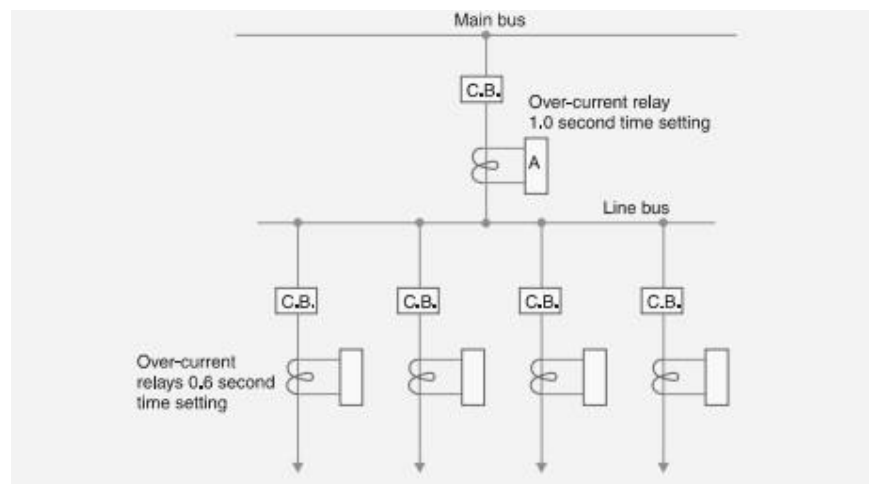 Main bus
C.B.
Over-current relay
1.0 second time setting
A
Line bus
C.B.
C.B.
C.B.
C.B.
Over-current
relays 0.6 second
time setting